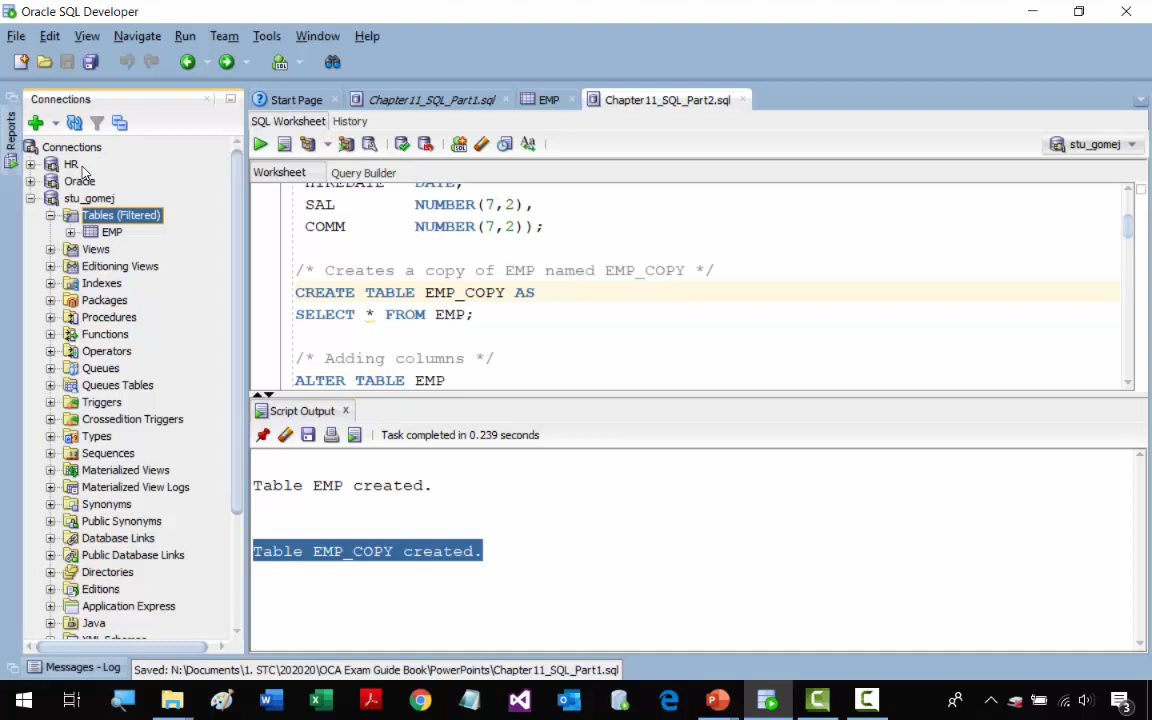 Oracle SQL Developer
File Edit View Navigate Run Team Tools Window Help
Reports
Connections
Start Page
Chapter11_SQL_Part1.sql
EMP
Chapter11_SQL_Part2.sql
SQL Worksheet History
Connections
HR
Oracle
stu_gomej
Tables (Filtered)
EMP
Views
Editioning Views
Indexes
Packages
Procedures
Functions
Operators
Queues
Queues Tables
Triggers
Crossedition Triggers
Types
Sequences
Materialized Views
Materialized View Logs
Synonyms
Public Synonyms
Database Links
Public Database Links
Directories
Editions
Application Express
Java
XML Schemas
stu_gomej
Worksheet Query Builder
HIREDATE DATE,
SAL NUMBER(7,2),
COMM NUMBER(7,2));
/* Creates a copy of EMP named EMP_COPY */
CREATE TABLE EMP_COPY AS
SELECT * FROM EMP;
/* Adding columns */
ALTER TABLE EMP
Script Output x
Task completed in 0.239 seconds
Table EMP created.
Table EMP_COPY created.
Messages - Log
Saved: N:\Documents\1. STC\202020\OCA Exam Guide Book\PowerPoints\Chapter11_SQL_Part1.sql
3